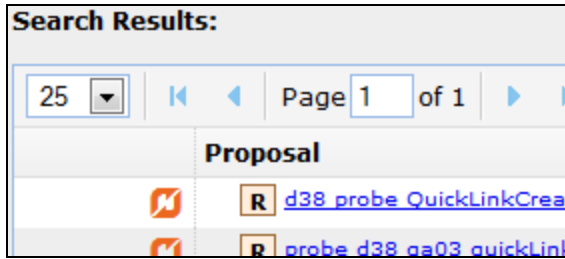 Search Results:
25 Page 1 of 1
Proposal
R d38 probe QuickLinkCrea
R probe d38 qa03 quickLink